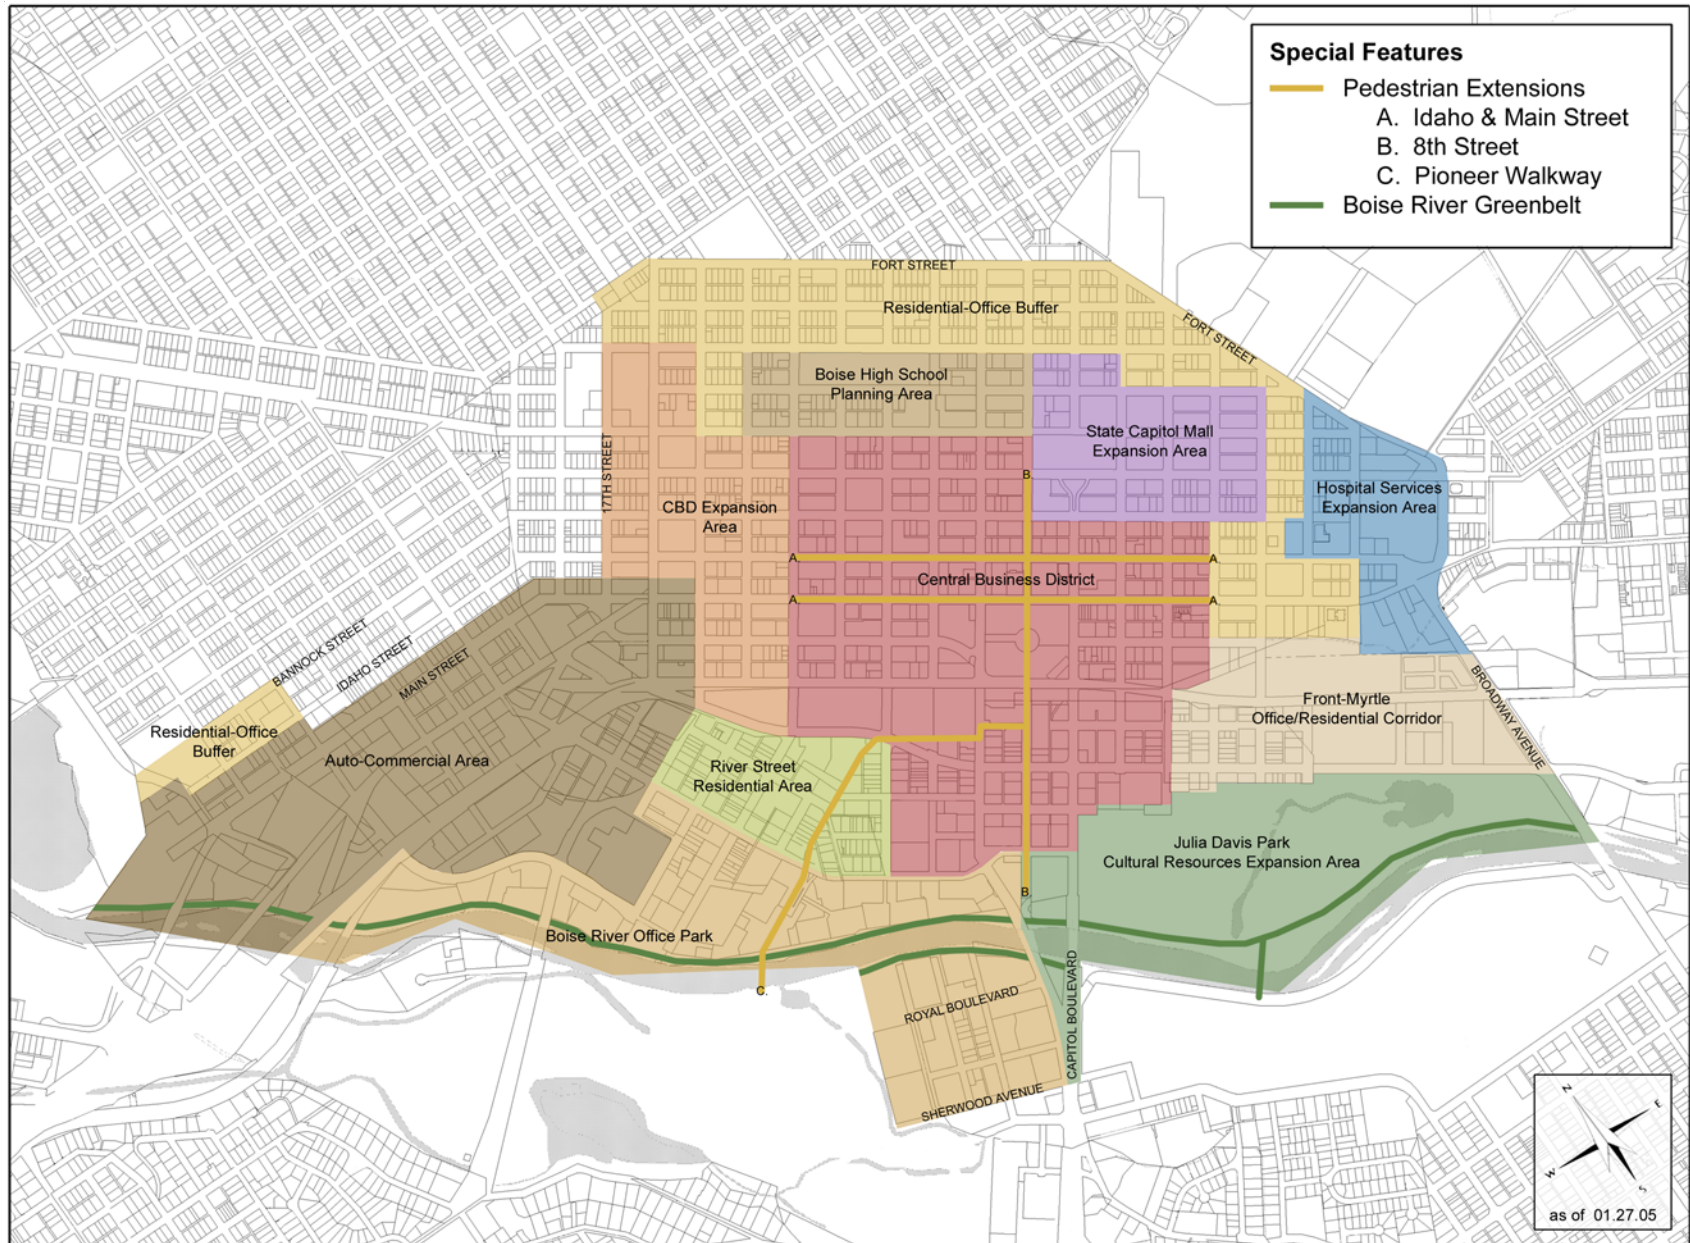 Special Features
Pedestrian Extensions
A. Idaho & Main Street
B. 8th Street
C. Pioneer Walkway
Boise River Greenbelt
FORT STREET
Residential-Office Buffer
FORT STREET
Boise High School
Planning Area
State Capitol Mall
Expansion Area
17TH STREET
B.
Hospital Services
Expansion Area
CBD Expansion
Area
A.
A.
Central Business District
A.
A.
BANNOCK STREET
IDAHO STREET
MAIN STREET
Residential-Office
Buffer
Auto-Commercial Area
River Street
Residential Area
Front-Myrtle
Office/Residential Corridor
BROADWAY AVENUE
Julia Davis Park
Cultural Resources Expansion Area
B.
Boise River Office Park
C.
ROYAL BOULEVARD
CAPITOL BOULEVARD
SHERWOOD AVENUE
N
E
W
S
as of 01.27.05